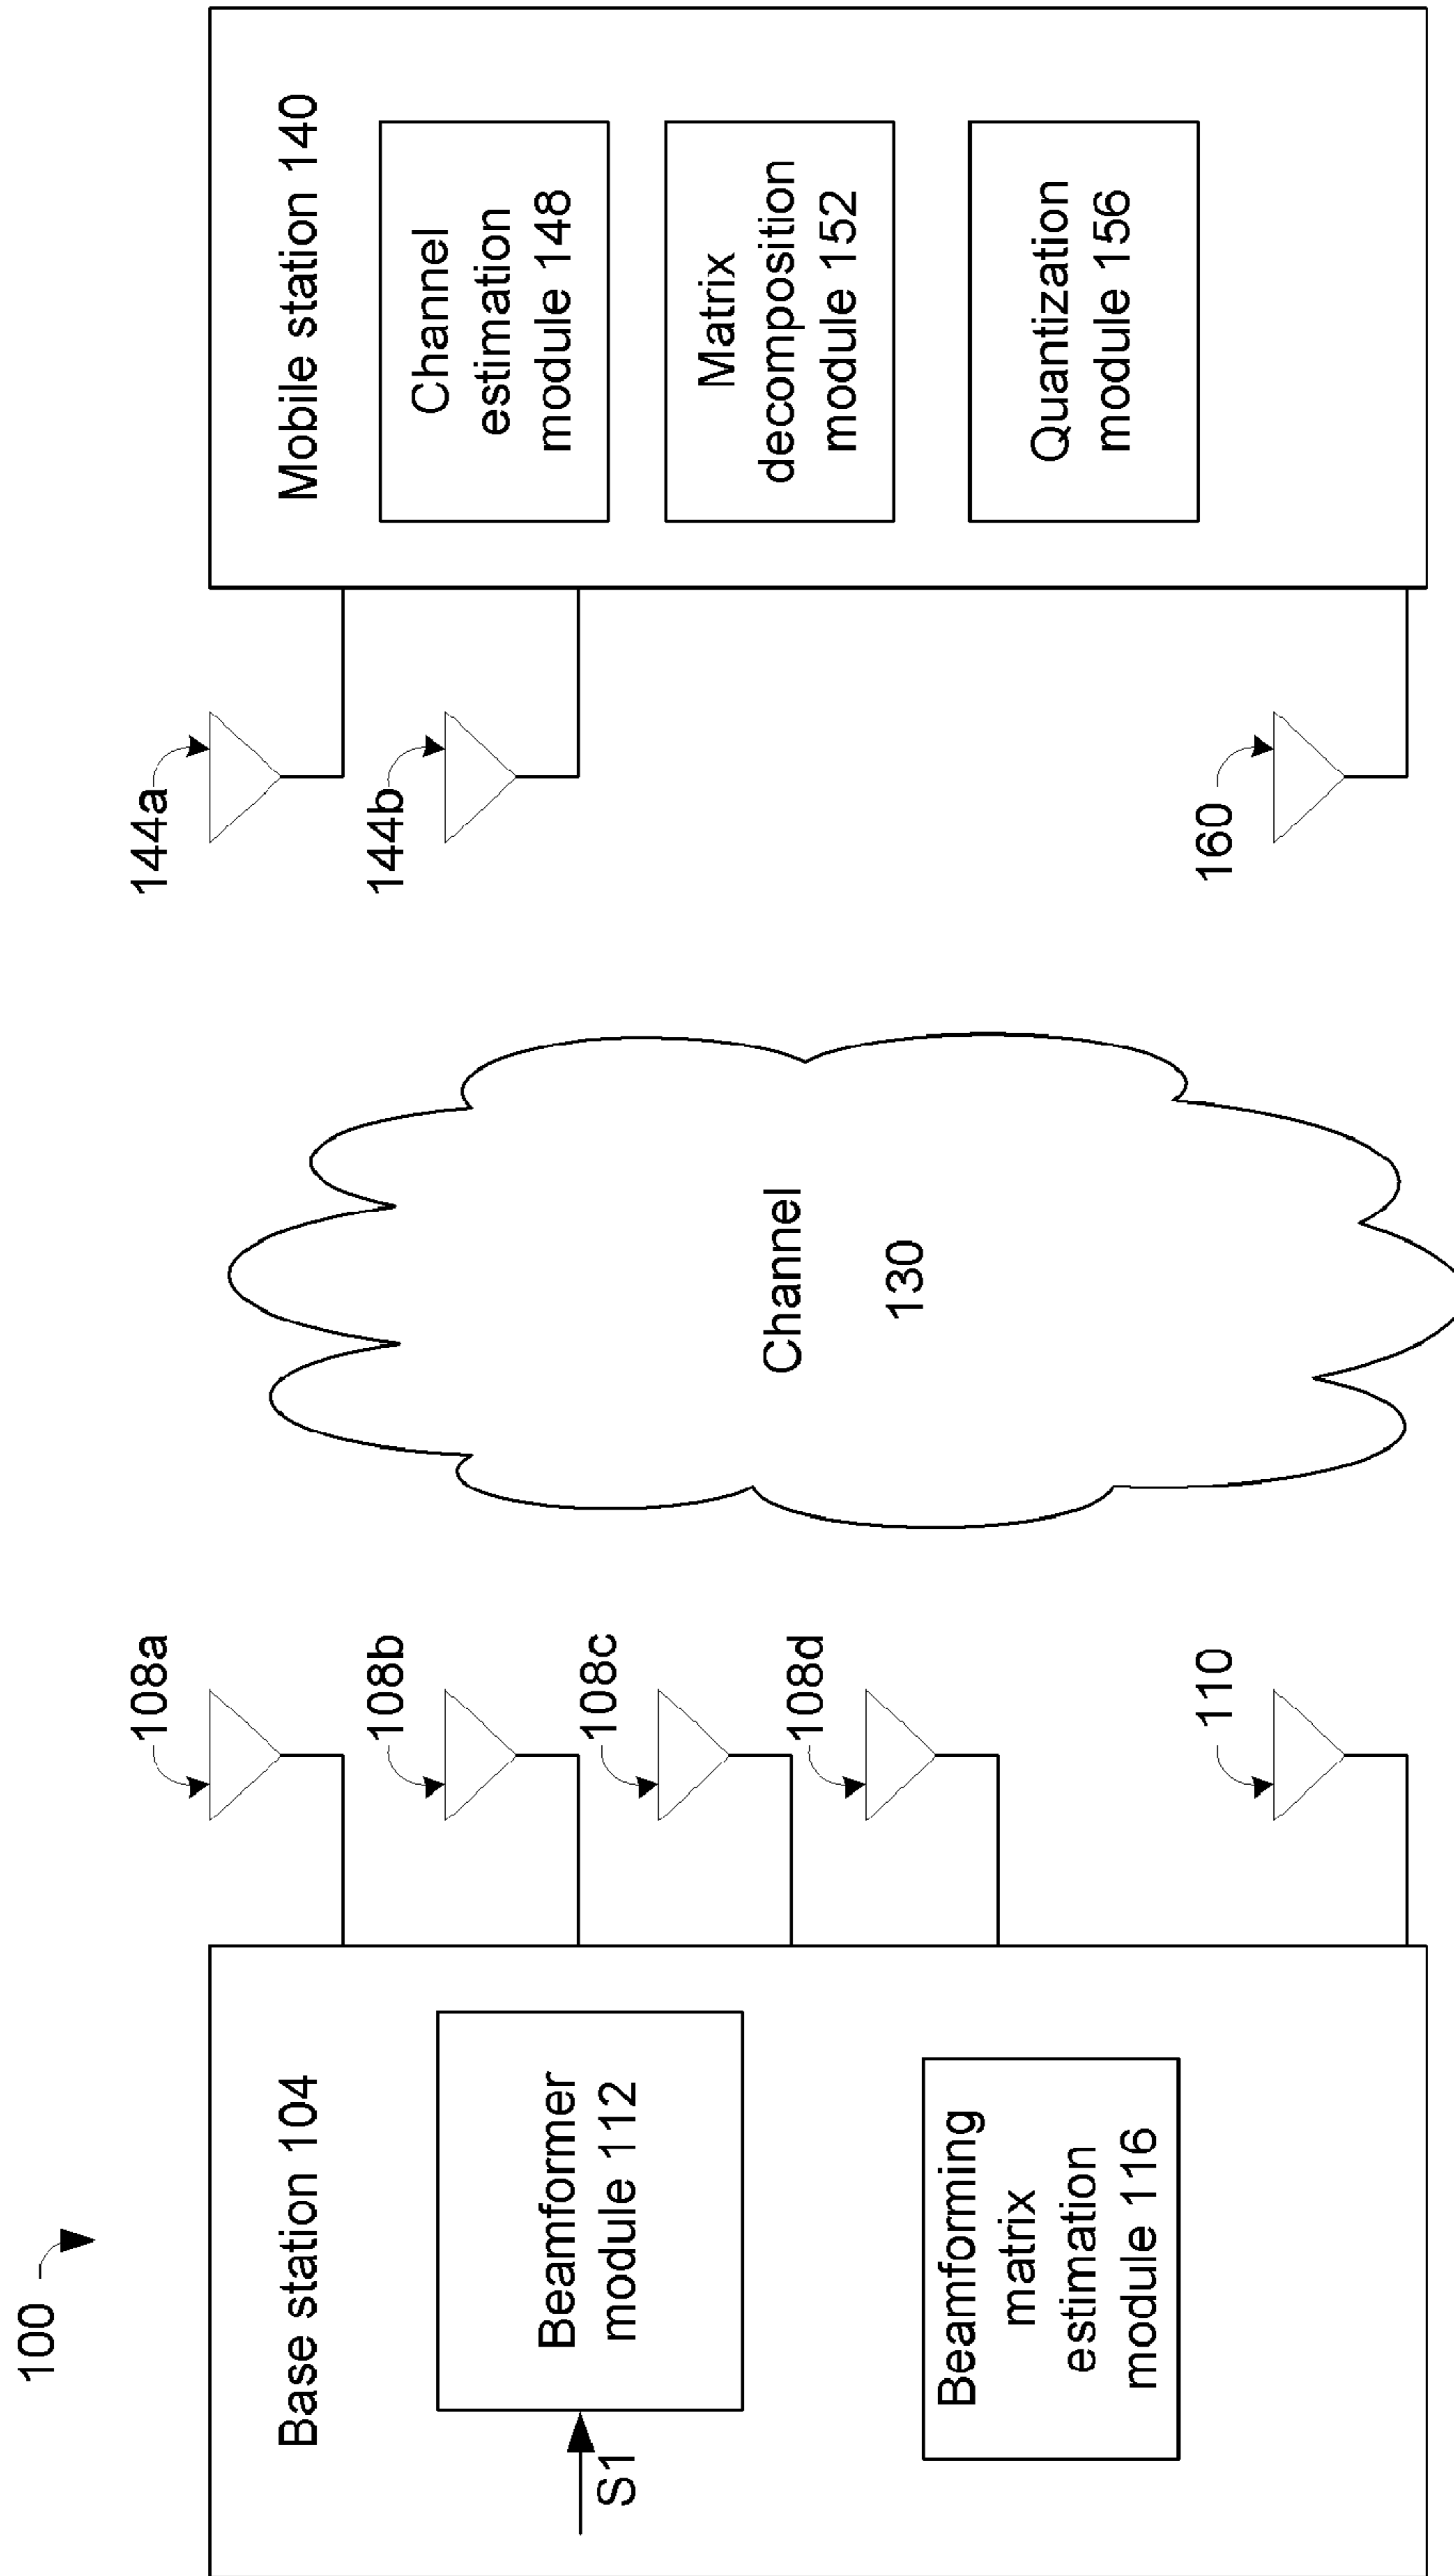 100
Base station 104
Beamformer
module 112
S1
Beamforming
matrix
estimation
module 116
108a
108b
108c
108d
110
Channel
130
144a
144b
160
Mobile station 140
Channel
estimation
module 148
Matrix
decomposition
module 152
Quantization
module 156